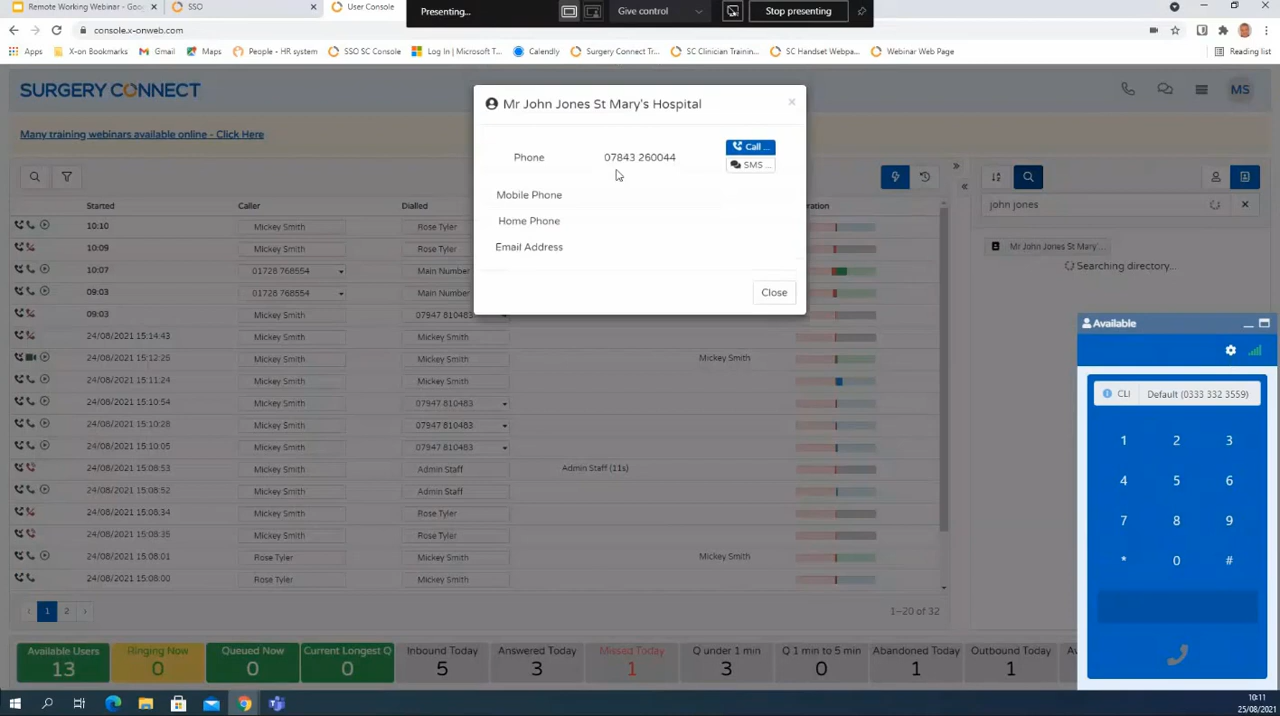 Remote Working Webinar - Goog
SSO
User Console
Presenting...
Give control
Stop presenting
console.x-onweb.com
Apps
X-on Bookmarks
Gmail
Maps
People - HR system
SSO SC Console
Log In | Microsoft T...
Calendly
Surgery Connect Tr...
SC Clinician Trainin...
SC Handset Webpa...
Webinar Web Page
Reading list
SURGERY CONNECT
MS
Many training webinars available online - Click Here
Mr John Jones St Mary's Hospital
Phone
07843 260044
Call ...
SMS ...
Mobile Phone
Home Phone
Email Address
Close
john jones
Mr John Jones St Mary'...
Searching directory...
Started Caller Dialled uration
10:10 Mickey Smith Rose Tyler
10:09 Mickey Smith Rose Tyler
10:07 01728 768554 Main Number
09:03 01728 768554 Main Number
09:03 Mickey Smith 07947 810483
24/08/2021 15:14:43 Mickey Smith Mickey Smith
24/08/2021 15:12:25 Mickey Smith Mickey Smith Mickey Smith
24/08/2021 15:11:24 Mickey Smith Mickey Smith
24/08/2021 15:10:54 Mickey Smith 07947 810483
24/08/2021 15:10:28 Mickey Smith 07947 810483
24/08/2021 15:10:05 Mickey Smith 07947 810483
24/08/2021 15:08:53 Mickey Smith Admin Staff Admin Staff (11s)
24/08/2021 15:08:52 Mickey Smith Admin Staff
24/08/2021 15:08:34 Mickey Smith Rose Tyler
24/08/2021 15:08:35 Mickey Smith Rose Tyler
24/08/2021 15:08:01 Rose Tyler Mickey Smith Mickey Smith
24/08/2021 15:08:00 Rose Tyler Mickey Smith
1 2
1–20 of 32
Available
CLI Default (0333 332 3559)
1 2 3
4 5 6
7 8 9
* 0 #
Available Users
13
Ringing Now
0
Queued Now
0
Current Longest Q
0
Inbound Today
5
Answered Today
3
Missed Today
1
Q under 1 min
3
Q 1 min to 5 min
0
Abandoned Today
1
Outbound Today
1
Av
10:11
25/08/2021